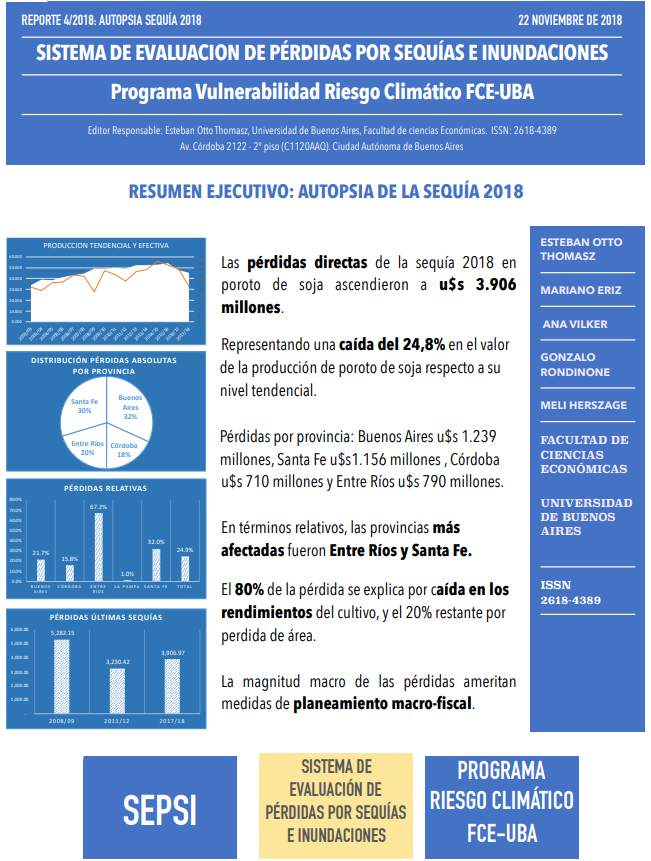 REPORTE 4/2018: AUTOPSIA SEQUÍA 2018
22 NOVIEMBRE DE 2018
SISTEMA DE EVALUACION DE PÉRDIDAS POR SEQUÍAS E INUNDACIONES
Programa Vulnerabilidad Riesgo Climático FCE-UBA
Editor Responsable: Esteban Otto Thomasz, Universidad de Buenos Aires, Facultad de ciencias Económicas. ISSN: 2618-4389
Av. Córdoba 2122 - 2º piso (C1120AAQ). Ciudad Autónoma de Buenos Aires
RESUMEN EJECUTIVO: AUTOPSIA DE LA SEQUÍA 2018
PRODUCCION TENDENCIAL Y EFECTIVA
60.000
50.000
40.000
30.000
20.000
10.000
0.000
DISTRIBUCIÓN PÉRDIDAS ABSOLUTAS
POR PROVINCIA
Santa Fe
30%
Buenos
Aires
32%
Entre Ríos
20%
Córdoba
18%
PÉRDIDAS RELATIVAS
80.0%
70.0%
60.0%
50.0%
40.0%
30.0%
20.0%
10.0%
0.0%
21.7%
15.8%
67.2%
1.0%
32.0%
24.9%
BUENOS
AIRES
CÓRDOBA
ENTRE
RÍOS
LA PAMPA
SANTA FE
TOTAL
PÉRDIDAS ÚLTIMAS SEQUÍAS
6,000.00
5,000.00
4,000.00
3,000.00
2,000.00
1,000.00
-
5,282.15
3,230.42
3,906.97
2008/09
2011/12
2017/18
Las pérdidas directas de la sequía 2018 en
poroto de soja ascendieron a u$s 3.906
millones.
Representando una caída del 24,8% en el valor
de la producción de poroto de soja respecto a su
nivel tendencial.
Pérdidas por provincia: Buenos Aires u$s 1.239
millones, Santa Fe u$s1.156 millones , Córdoba
u$s 710 millones y Entre Ríos u$s 790 millones.
En términos relativos, las provincias más
afectadas fueron Entre Ríos y Santa Fe.
El 80% de la pérdida se explica por caída en los
rendimientos del cultivo, y el 20% restante por
perdida de área.
La magnitud macro de las pérdidas ameritan
medidas de planeamiento macro-fiscal.
ESTEBAN OTTO
THOMASZ
MARIANO ERIZ
ANA VILKER
GONZALO
RONDINONE
MELI HERSZAGE
FACULTAD DE
CIENCIAS
ECONÓMICAS
UNIVERSIDAD
DE BUENOS
AIRES
ISSN
2618-4389
SEPSI
SISTEMA DE
EVALUACIÓN DE
PÉRDIDAS POR SEQUÍAS
E INUNDACIONES
PROGRAMA
RIESGO CLIMÁTICO
FCE-UBA